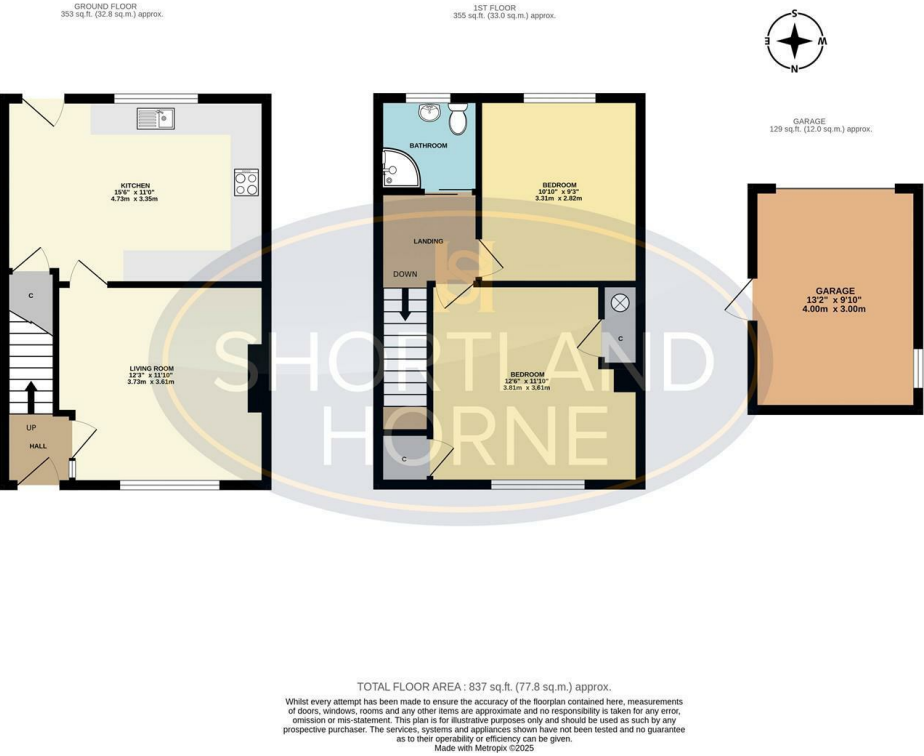 GROUND FLOOR
353 sq.ft. (32.8 sq.m.) approx.
1ST FLOOR
355 sq.ft. (33.0 sq.m.) approx.
S
E
W
N
GARAGE
129 sq.ft. (12.0 sq.m.) approx.
KITCHEN
15'6" x 11'0"
4.73m x 3.35m
C
LIVING ROOM
12'3" x 11'10"
3.73m x 3.61m
UP
HALL
BATHROOM
BEDROOM
10'10" x 9'3"
3.31m x 2.82m
LANDING
DOWN
C
BEDROOM
12'6" x 11'10"
3.81m x 3.61m
C
GARAGE
13'2" x 9'10"
4.00m x 3.00m
SH
SHORTLAND
HORNE
TOTAL FLOOR AREA : 837 sq.ft. (77.8 sq.m.) approx.
Whilst every attempt has been made to ensure the accuracy of the floorplan contained here, measurements
of doors, windows, rooms and any other items are approximate and no responsibility is taken for any error,
omission or mis-statement. This plan is for illustrative purposes only and should be used as such by any
prospective purchaser. The services, systems and appliances shown have not been tested and no guarantee
as to their operability or efficiency can be given.
Made with Metropix ©2025